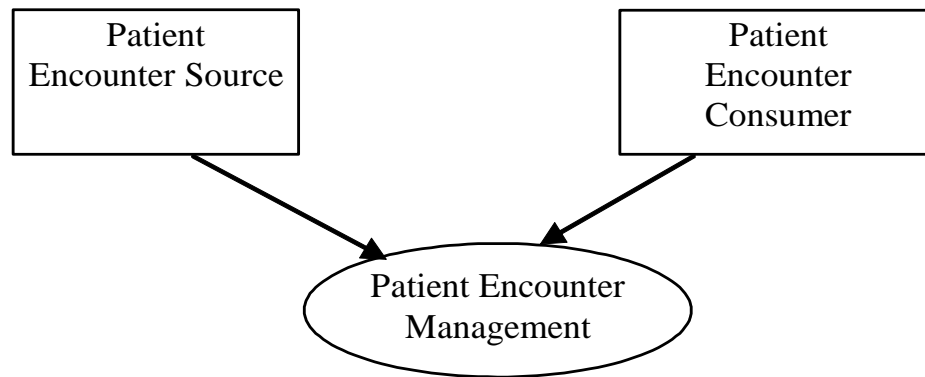 Patient
Encounter Source
Patient
Encounter
Consumer
Patient Encounter
Management